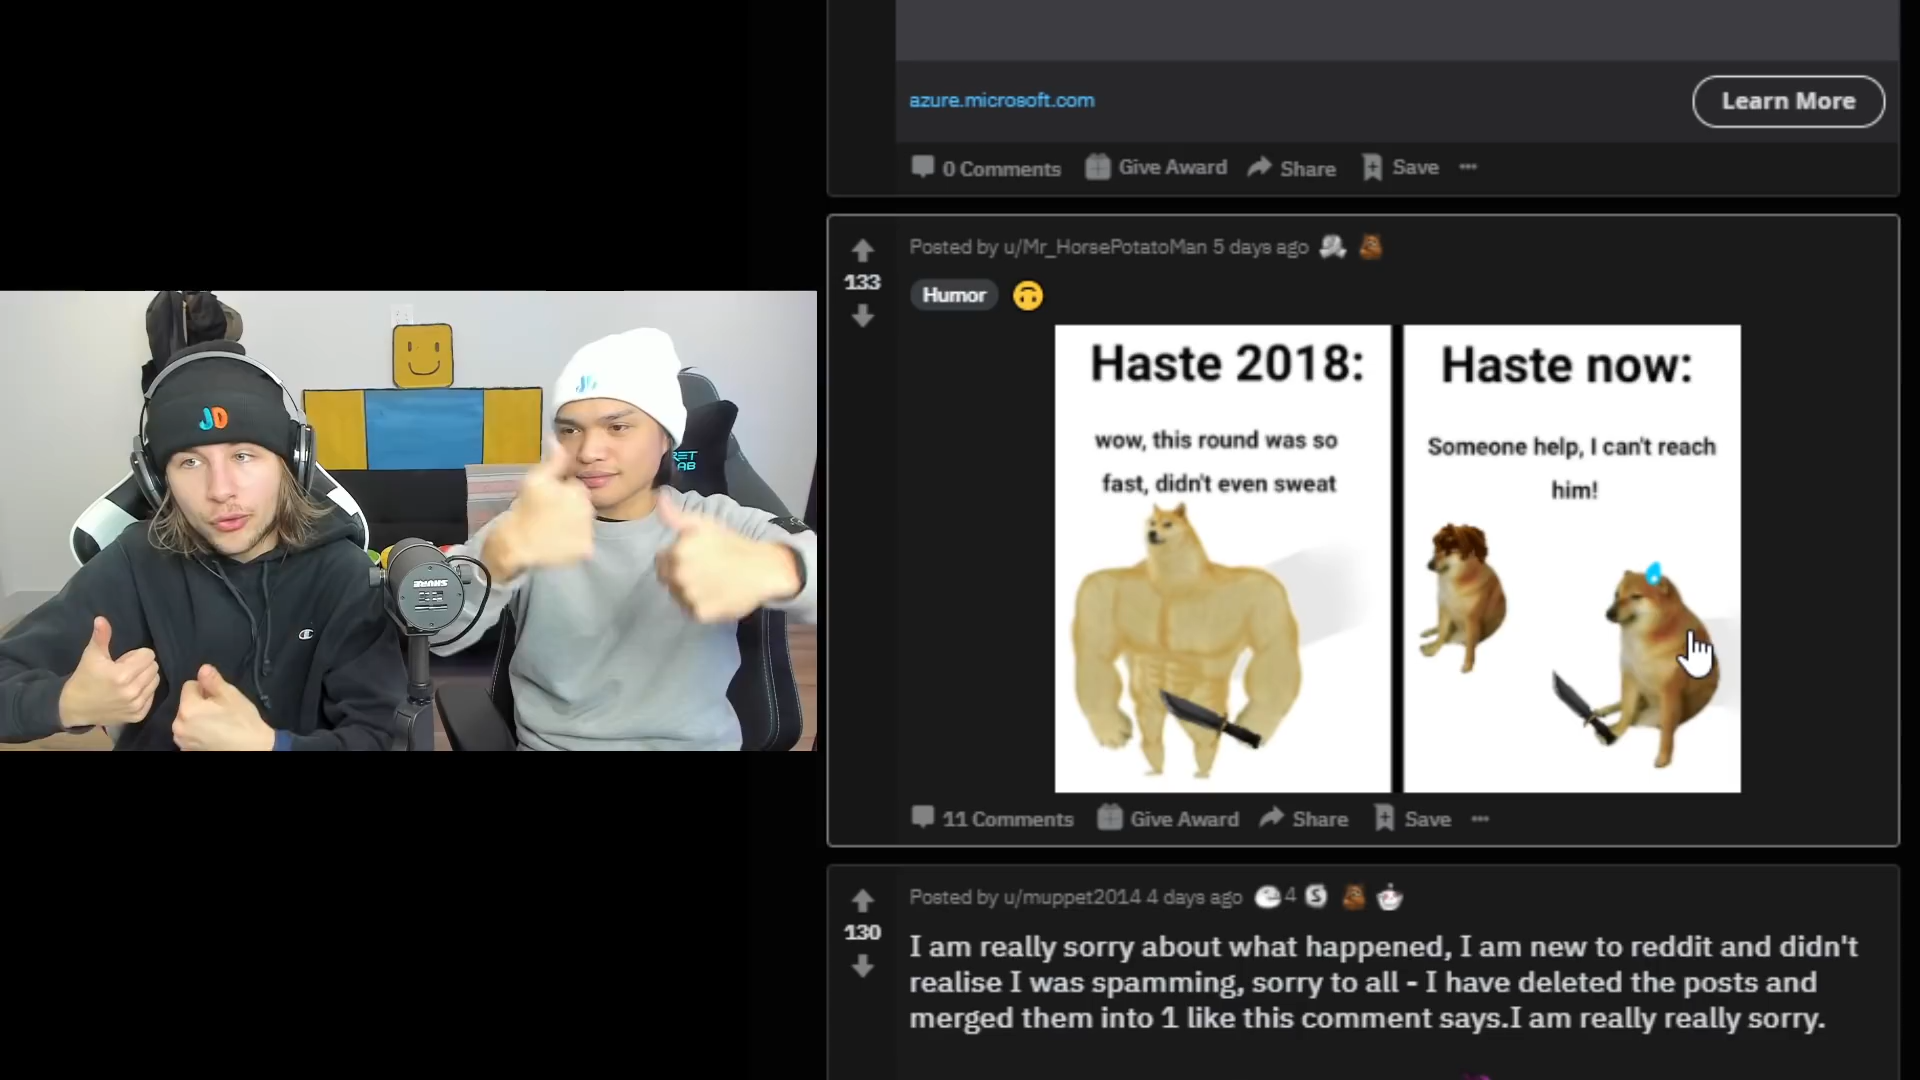 azure.microsoft.com
Learn More
0 Comments Give Award Share Save
Posted by u/Mr_HorsePotatoMan 5 days ago
133
Humor
Haste 2018:
wow, this round was so
fast, didn't even sweat
Haste now:
Someone help, I can't reach
him!
11 Comments Give Award Share Save
Posted by u/muppet2014 4 days ago 4 S
130
I am really sorry about what happened, I am new to reddit and didn't
realise I was spamming, sorry to all - I have deleted the posts and
merged them into 1 like this comment says.I am really really sorry.
JD
JD
RET
AB
SHURE